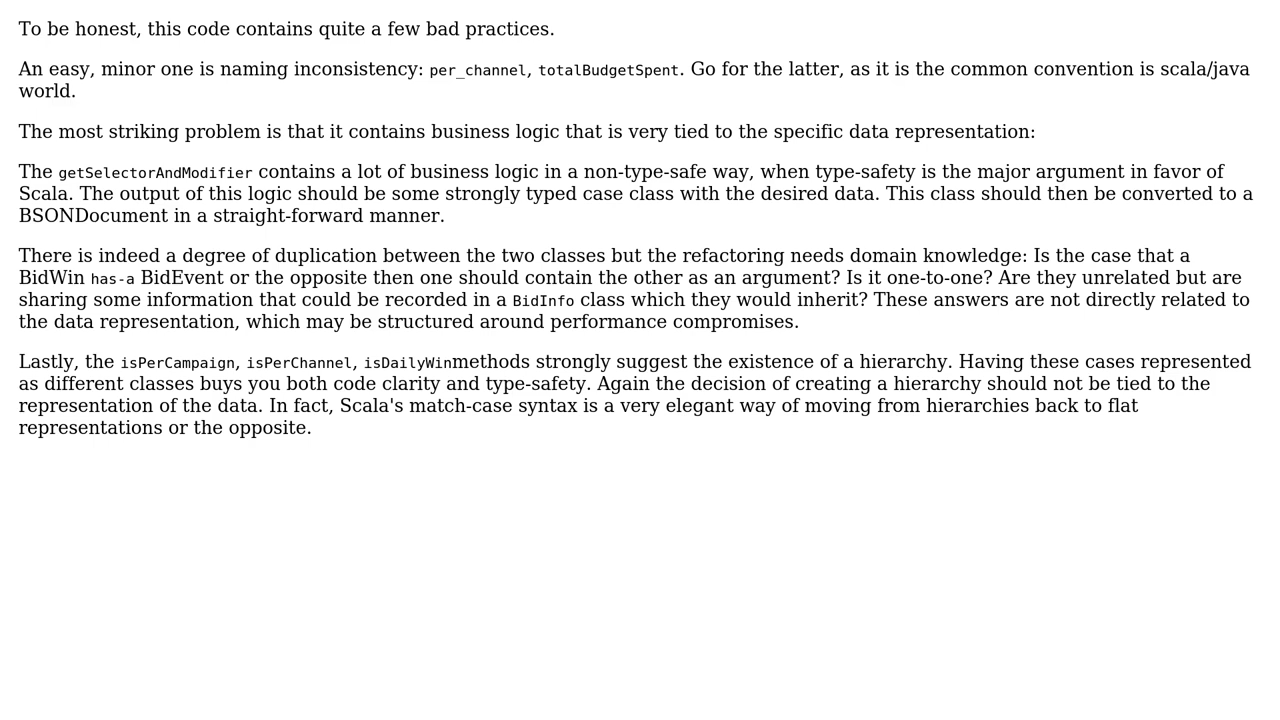 To be honest, this code contains quite a few bad practices.
An easy, minor one is naming inconsistency: per_channel, totalBudgetSpent. Go for the latter, as it is the common convention is scala/java
world.
The most striking problem is that it contains business logic that is very tied to the specific data representation:
The getSelectorAndModifier contains a lot of business logic in a non-type-safe way, when type-safety is the major argument in favor of
Scala. The output of this logic should be some strongly typed case class with the desired data. This class should then be converted to a
BSONDocument in a straight-forward manner.
There is indeed a degree of duplication between the two classes but the refactoring needs domain knowledge: Is the case that a
BidWin has-a BidEvent or the opposite then one should contain the other as an argument? Is it one-to-one? Are they unrelated but are
sharing some information that could be recorded in a BidInfo class which they would inherit? These answers are not directly related to
the data representation, which may be structured around performance compromises.
Lastly, the isPerCampaign, isPerChannel, isDailyWinmethods strongly suggest the existence of a hierarchy. Having these cases represented
as different classes buys you both code clarity and type-safety. Again the decision of creating a hierarchy should not be tied to the
representation of the data. In fact, Scala's match-case syntax is a very elegant way of moving from hierarchies back to flat
representations or the opposite.